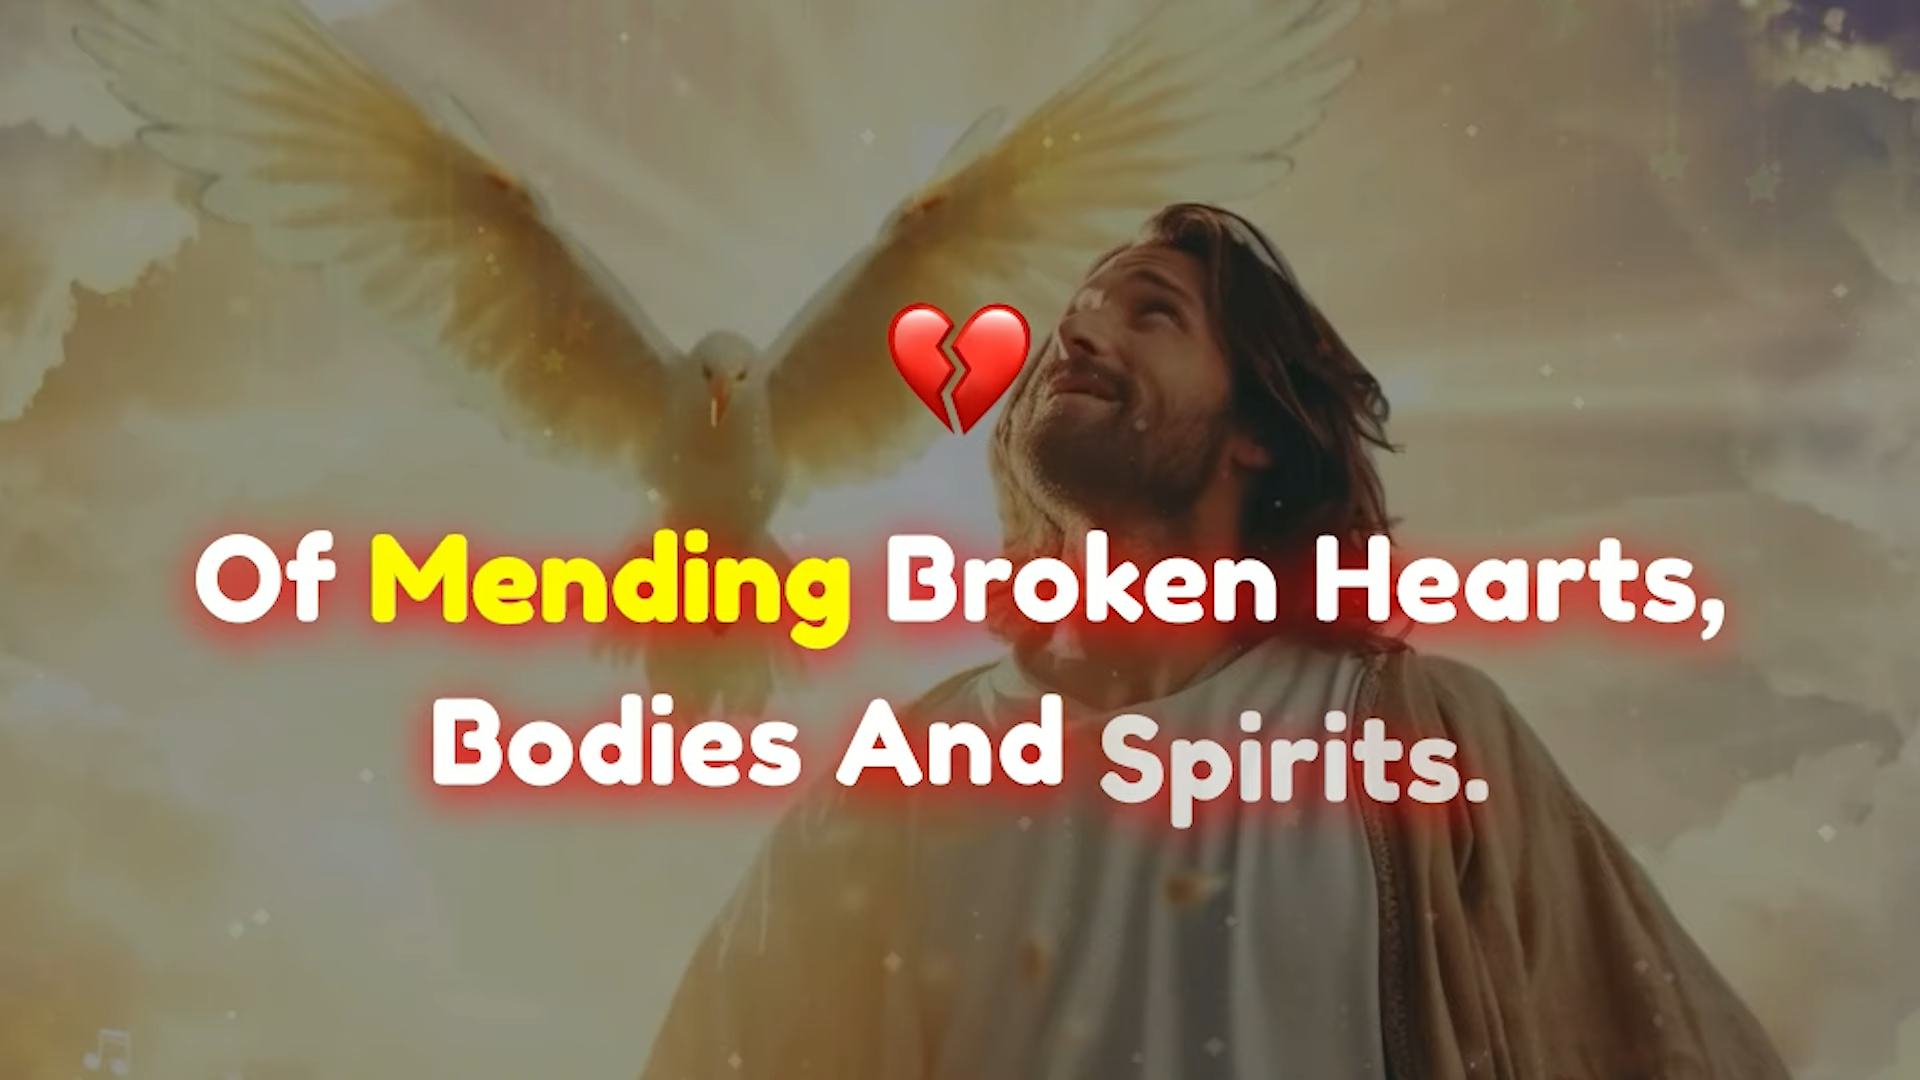 Of Mending Broken Hearts,
Bodies And Spirits.